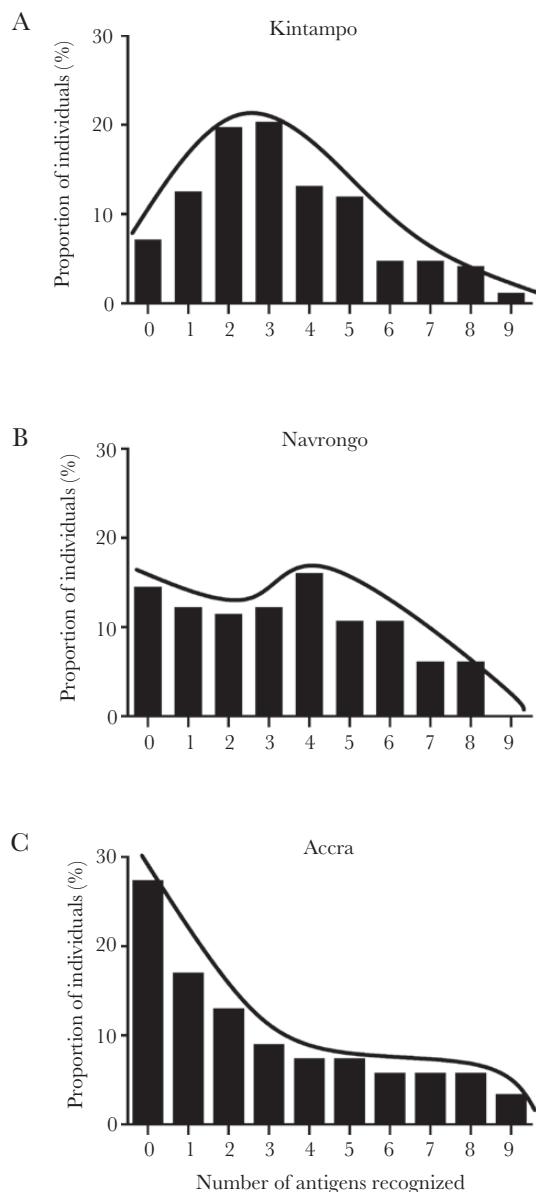 A
Kintampo
Proportion of individuals (%)
30
20
10
0
0 1 2 3 4 5 6 7 8 9
B
Navrongo
Proportion of individuals (%)
30
20
10
0
0 1 2 3 4 5 6 7 8 9
C
Accra
Proportion of individuals (%)
30
20
10
0
0 1 2 3 4 5 6 7 8 9
Number of antigens recognized